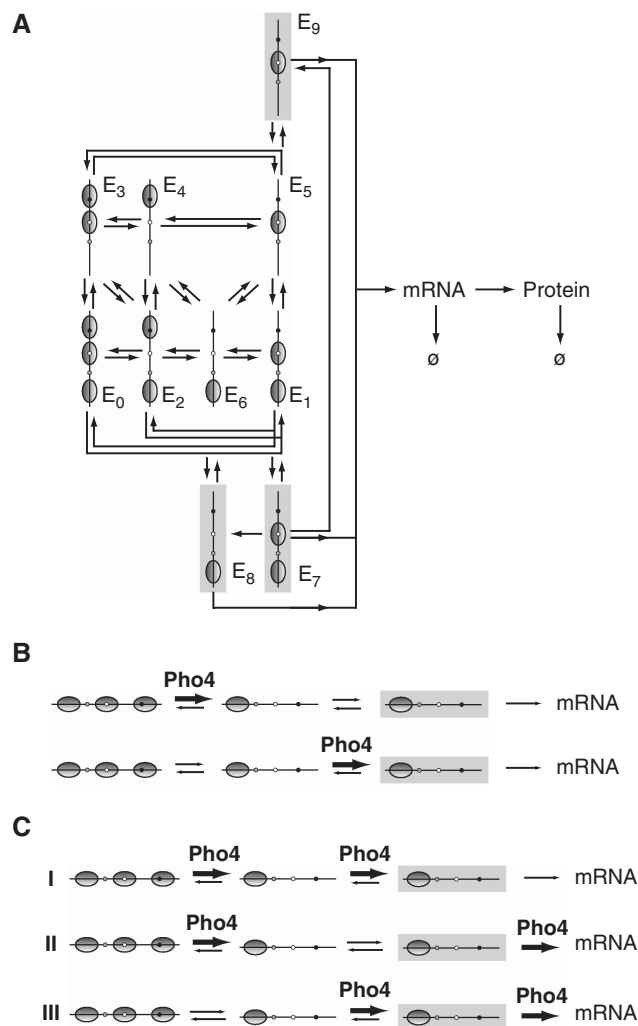 A
E9
E3
E4
E5
mRNA
Protein
ø
ø
E0
E2
E6
E1
E8
E7
B
Pho4
mRNA
Pho4
mRNA
C
Pho4
Pho4
I
mRNA
Pho4
Pho4
II
mRNA
Pho4
Pho4
III
mRNA